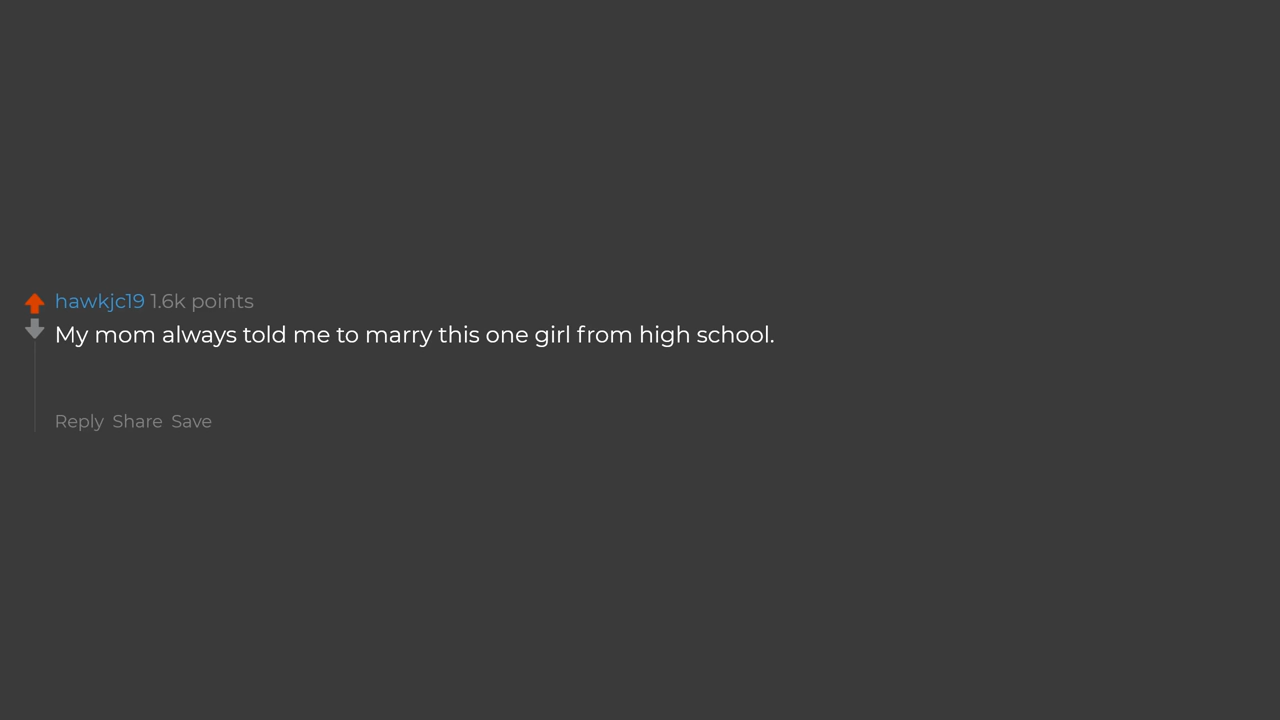 hawkjc19 1.6k points
My mom always told me to marry this one girl from high school.
Reply Share Save